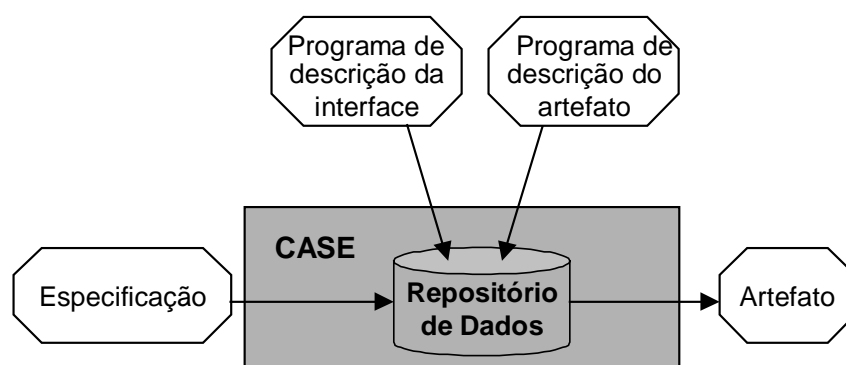 Programa de
descrição da
interface
Programa de
descrição do
artefato
CASE
Especificação
Repositório
de Dados
Artefato